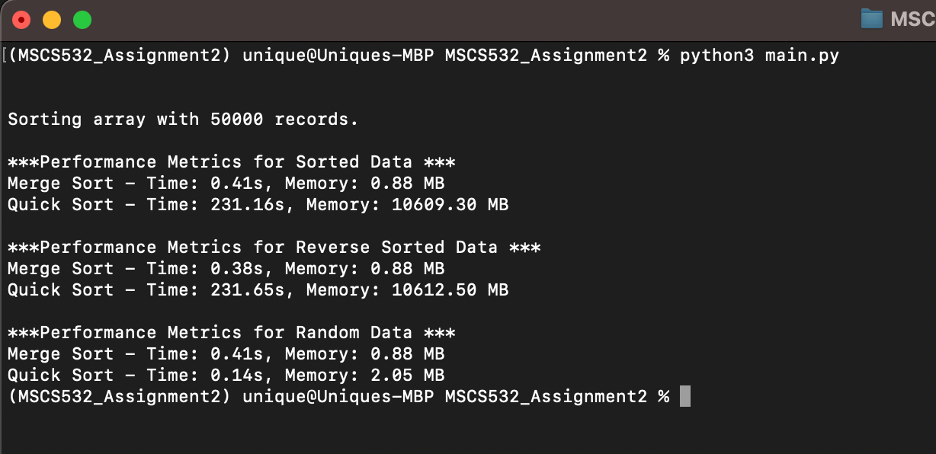 MSC
(MSCS532_Assignment2) unique@Uniques-MBP MSCS532_Assignment2 % python3 main.py
Sorting array with 50000 records.
***Performance Metrics for Sorted Data ***
Merge Sort - Time: 0.41s, Memory: 0.88 MB
Quick Sort - Time: 231.16s, Memory: 10609.30 MB
***Performance Metrics for Reverse Sorted Data ***
Merge Sort - Time: 0.38s, Memory: 0.88 MB
Quick Sort - Time: 231.65s, Memory: 10612.50 MB
***Performance Metrics for Random Data ***
Merge Sort - Time: 0.41s, Memory: 0.88 MB
Quick Sort - Time: 0.14s, Memory: 2.05 MB
(MSCS532_Assignment2) unique@Uniques-MBP MSCS532_Assignment2 %